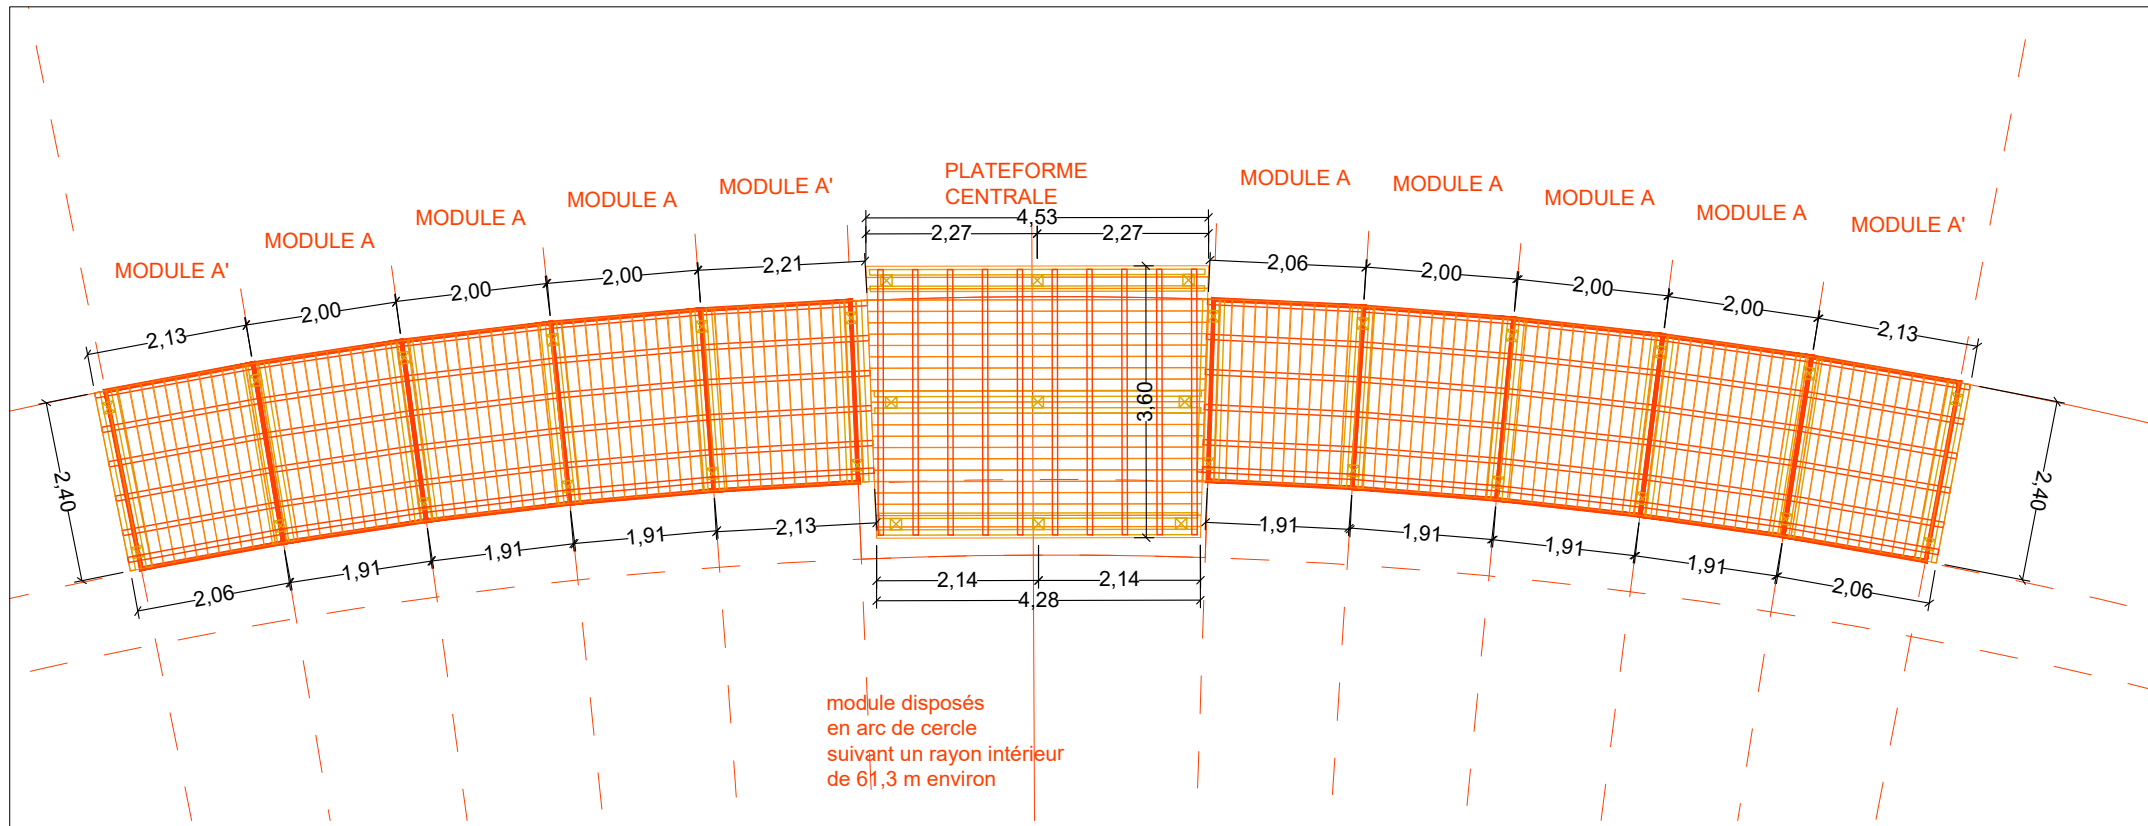 PLATEFORME
CENTRALE
MODULE A'
MODULE A
MODULE A
MODULE A
MODULE A'
MODULE A
MODULE A
MODULE A
MODULE A
MODULE A'
4,53
2,27
2,27
2,13
2,00
2,00
2,00
2,21
2,06
2,00
2,00
2,00
2,13
2,40
3,60
2,40
2,06
1,91
1,91
1,91
2,13
1,91
1,91
1,91
1,91
2,06
2,14
2,14
4,28
module disposés
en arc de cercle
suivant un rayon intérieur
de 61,3 m environ